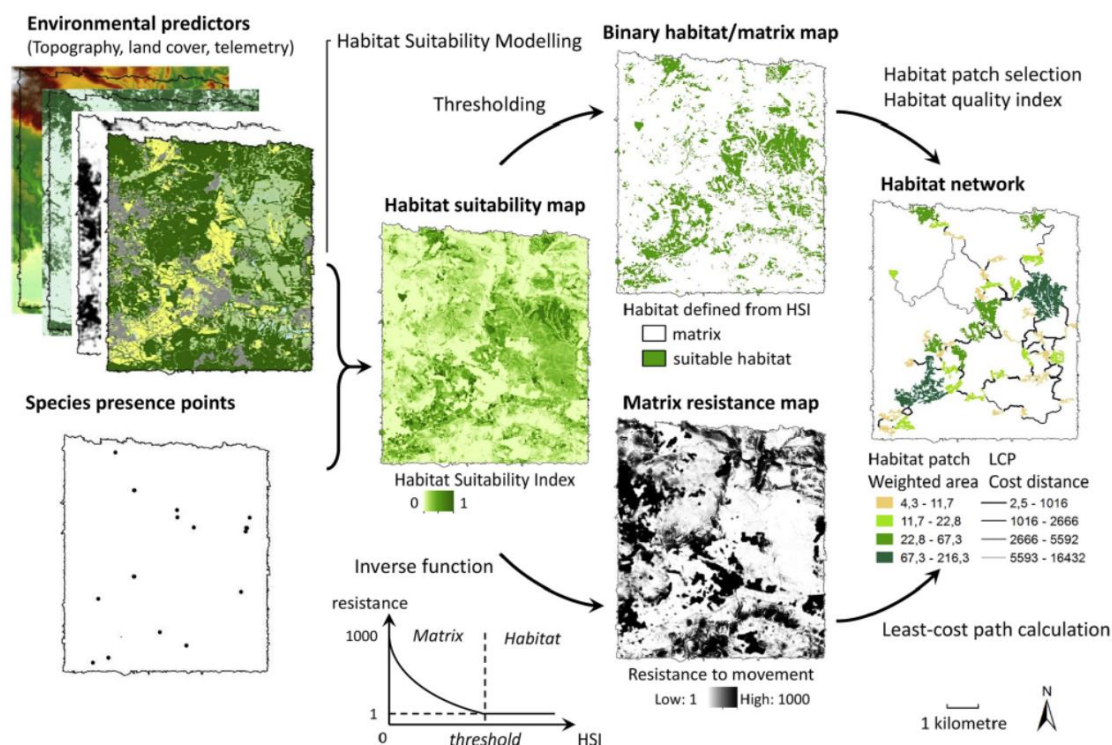 Environmental predictors
(Topography, land cover, telemetry)
Habitat Suitability Modelling
Species presence points
Habitat suitability map
Habitat Suitability Index
0 1
Thresholding
Binary habitat/matrix map
Habitat defined from HSI
matrix
suitable habitat
Inverse function
resistance
1000
Matrix
Habitat
1
0
threshold
HSI
Matrix resistance map
Resistance to movement
Low: 1 High: 1000
Habitat patch selection
Habitat quality index
Habitat network
Habitat patch
Weighted area
4,3 - 11,7
11,7 - 22,8
22,8 - 67,3
67,3 - 216,3
LCP
Cost distance
2,5 - 1016
1016 - 2666
2666 - 5592
5593 - 16432
Least-cost path calculation
1 kilometre
N